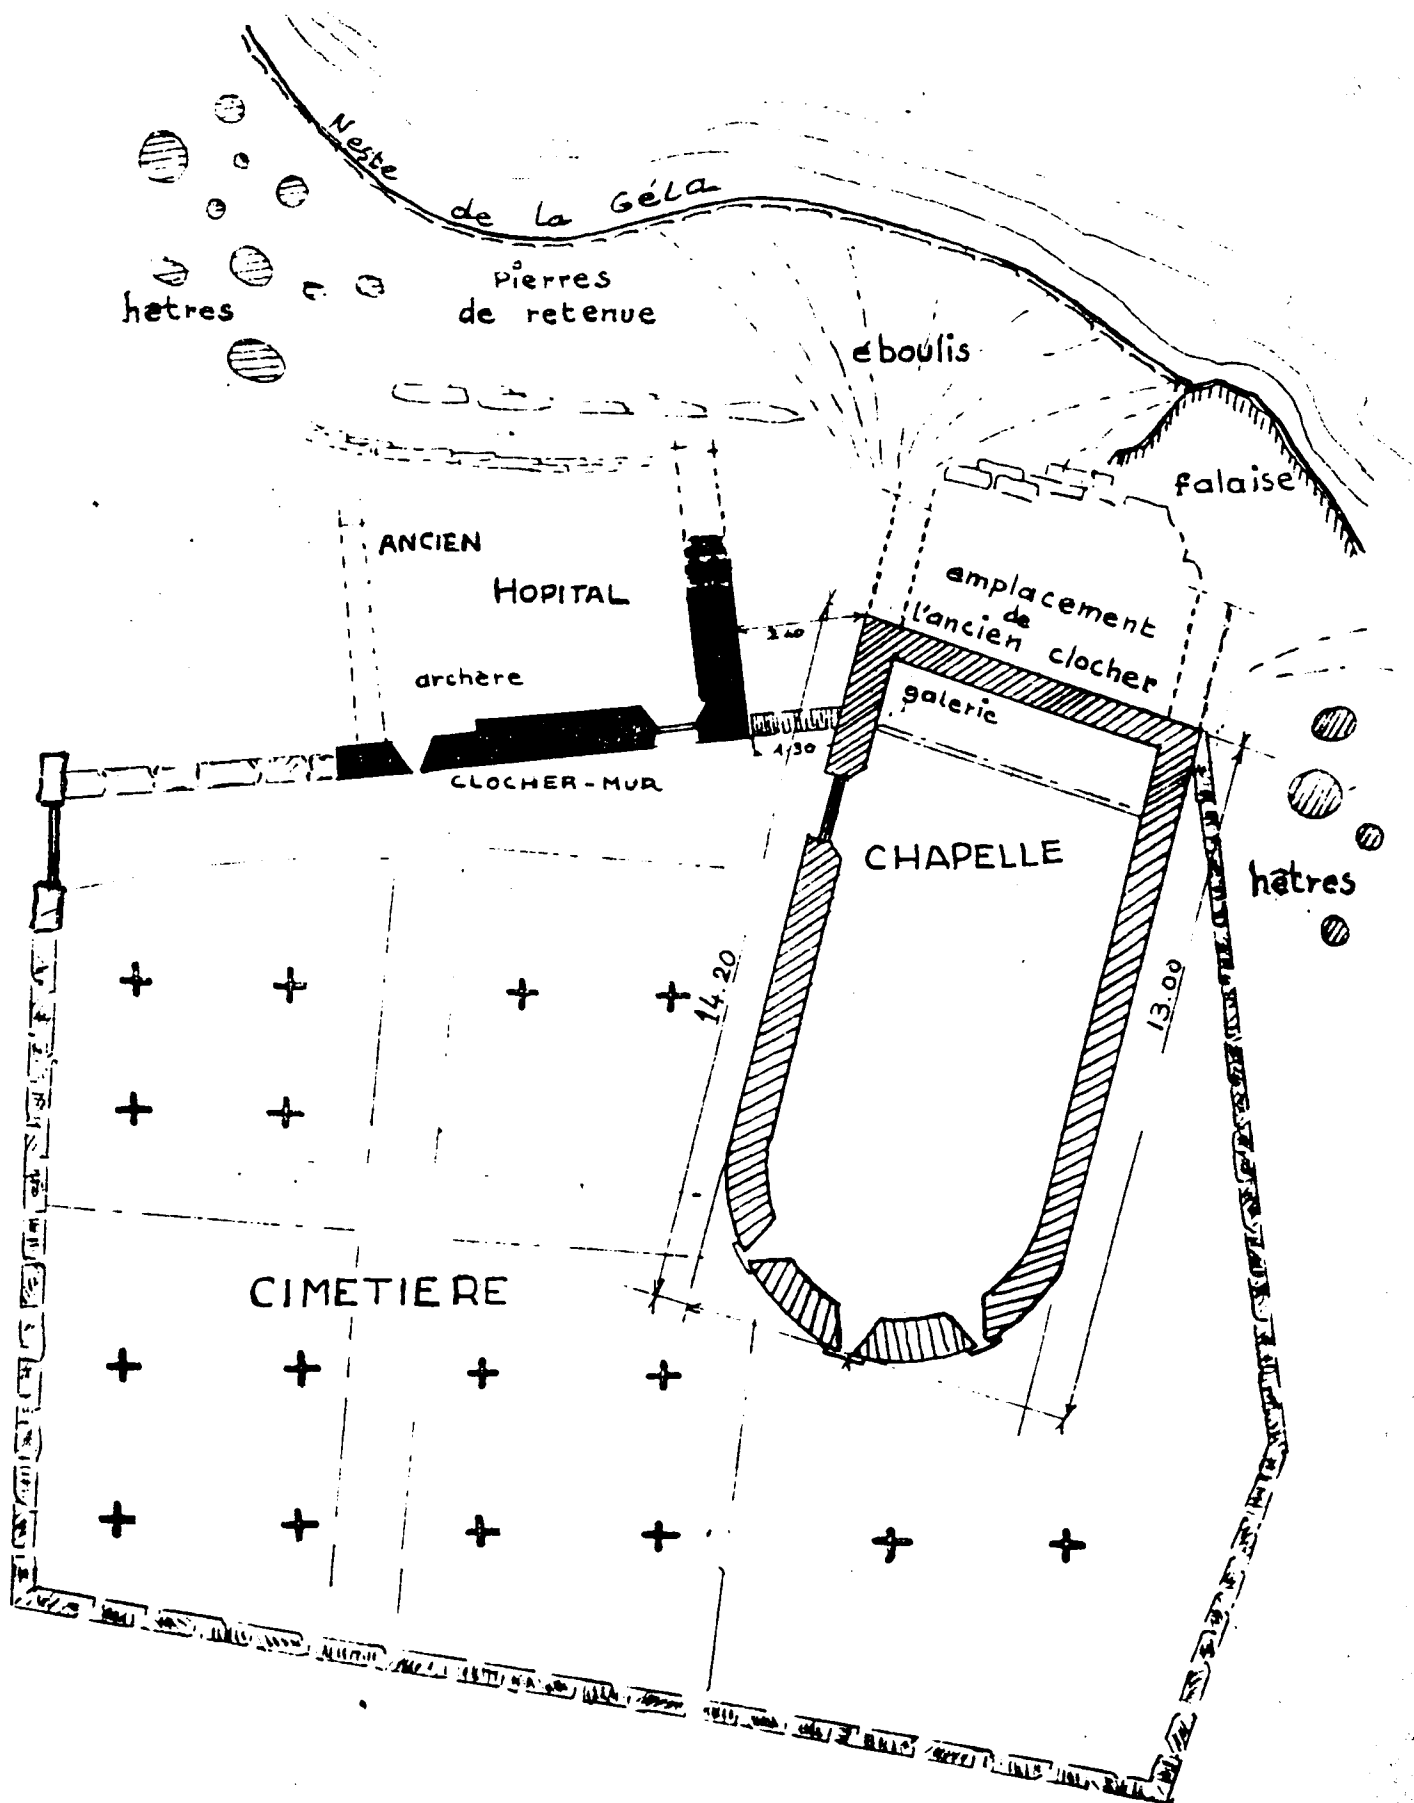 Neste de la Géla
Pierres
de retenue
hêtres
éboulis
falaise
ANCIEN
HOPITAL
emplacement
de
l'ancien clocher
archère
galerie
1,30
CLOCHER-MUR
CHAPELLE
hêtres
14.20
13.00
CIMETIERE